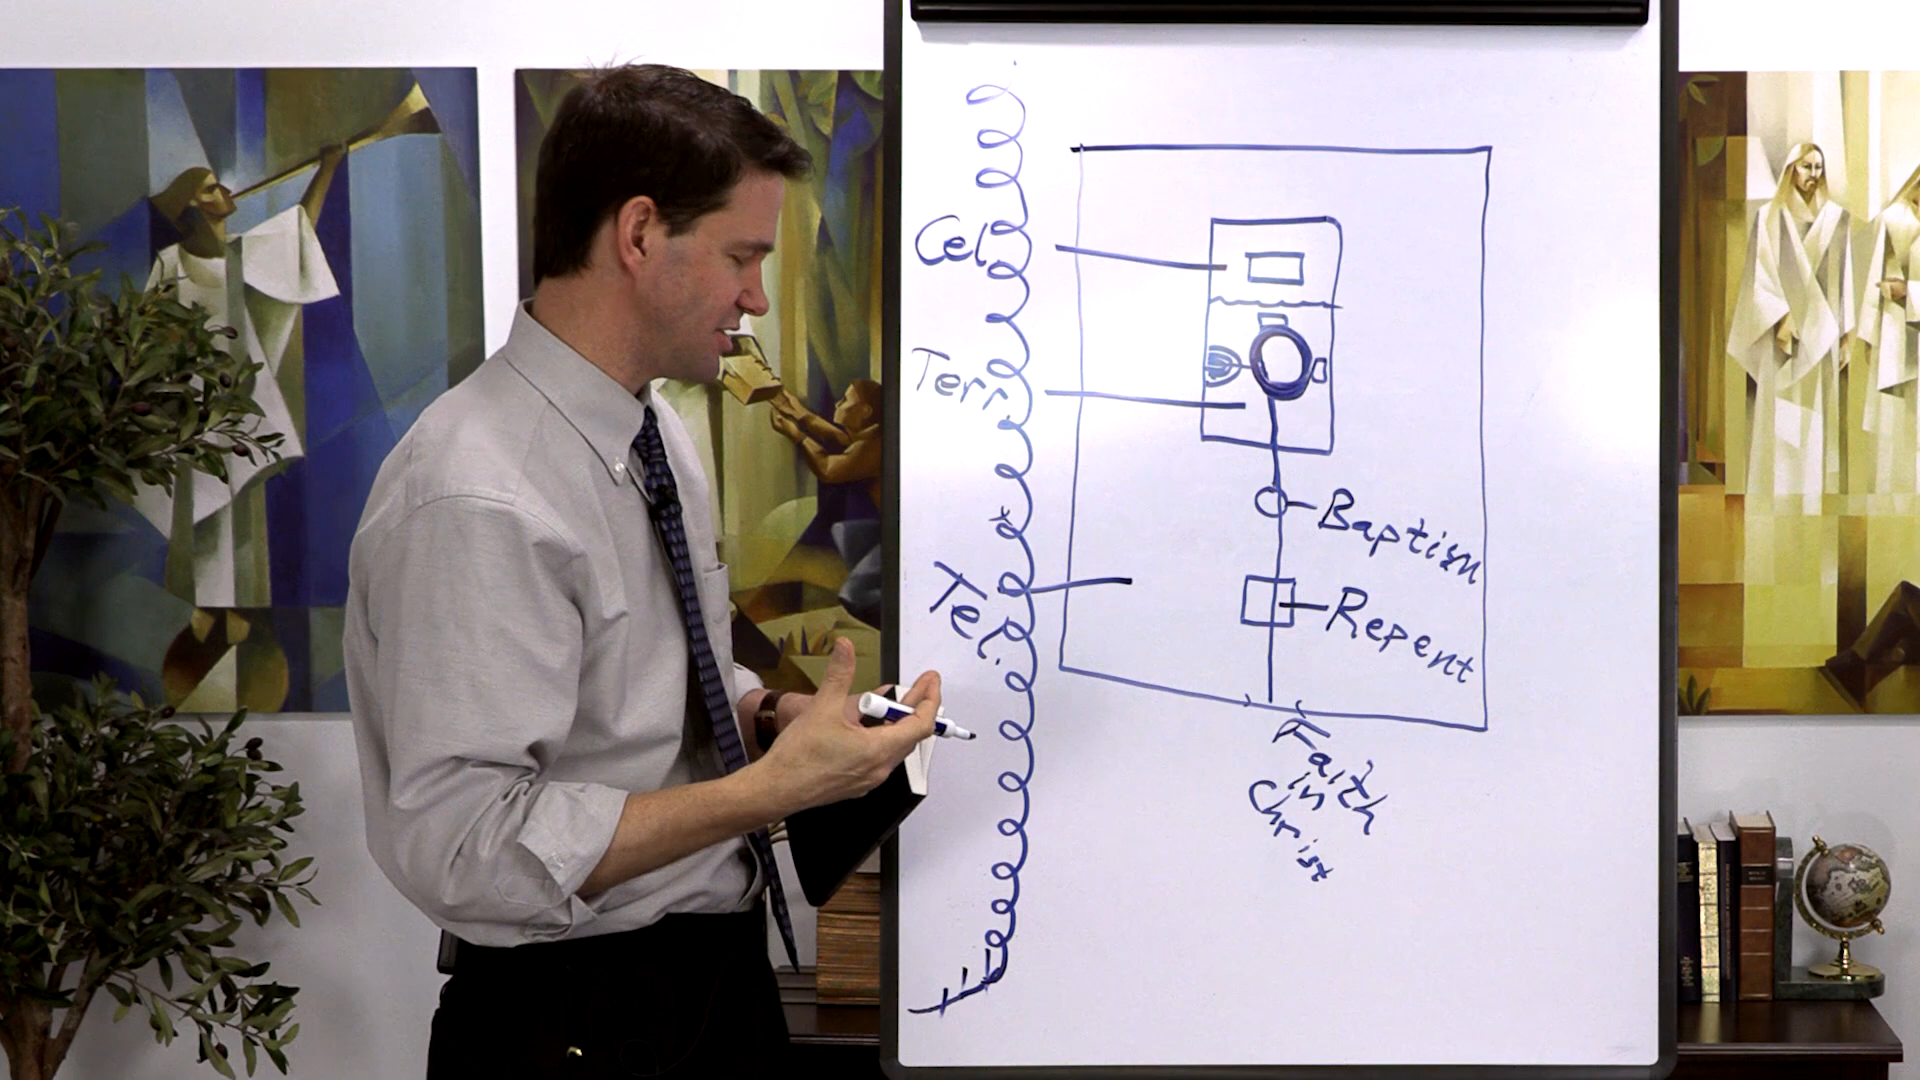 Cel
Terr.
Tel.
Baptism
Repent
Faith
in
Christ